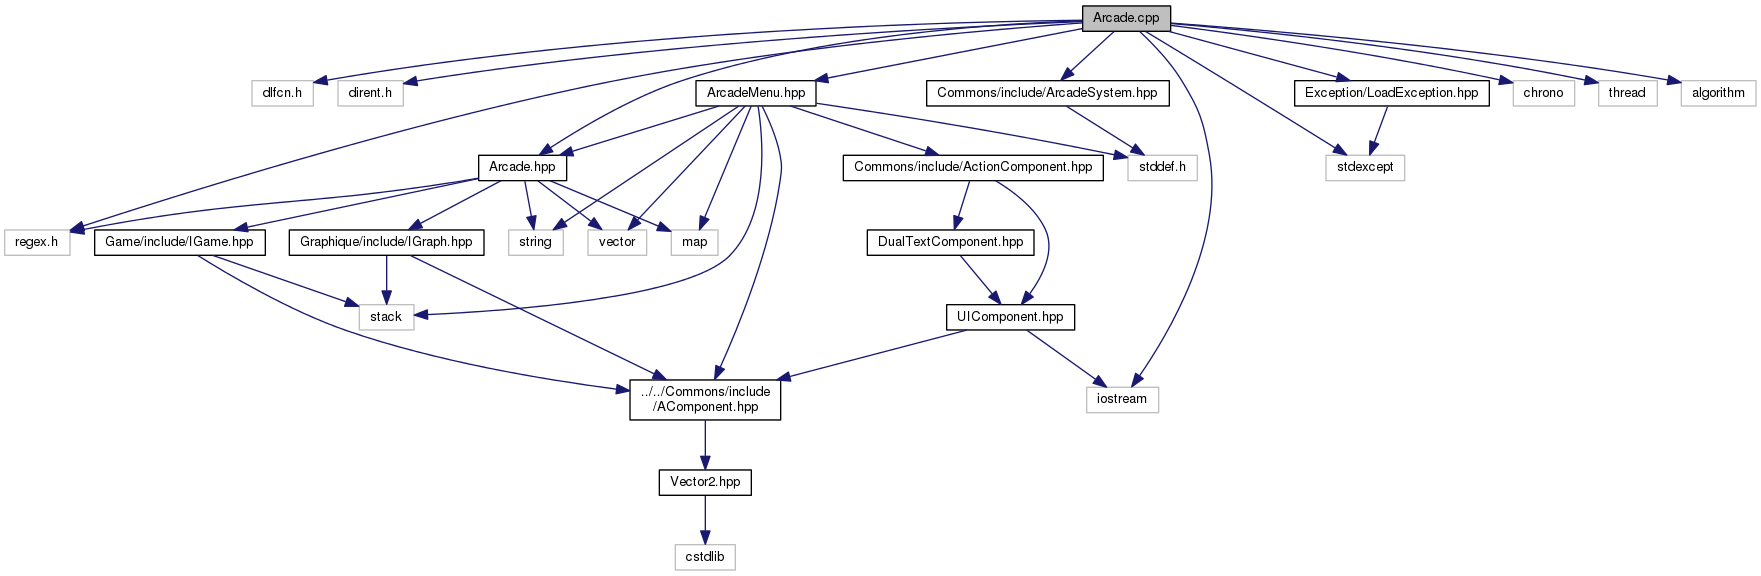 Arcade.cpp
dlfcn.h
dirent.h
ArcadeMenu.hpp
Commons/include/ArcadeSystem.hpp
Exception/LoadException.hpp
chrono
thread
algorithm
Arcade.hpp
Commons/include/ActionComponent.hpp
stddef.h
stdexcept
regex.h
Game/include/IGame.hpp
Graphique/include/IGraph.hpp
string
vector
map
DualTextComponent.hpp
stack
UIComponent.hpp
../../Commons/include
/AComponent.hpp
iostream
Vector2.hpp
cstdlib